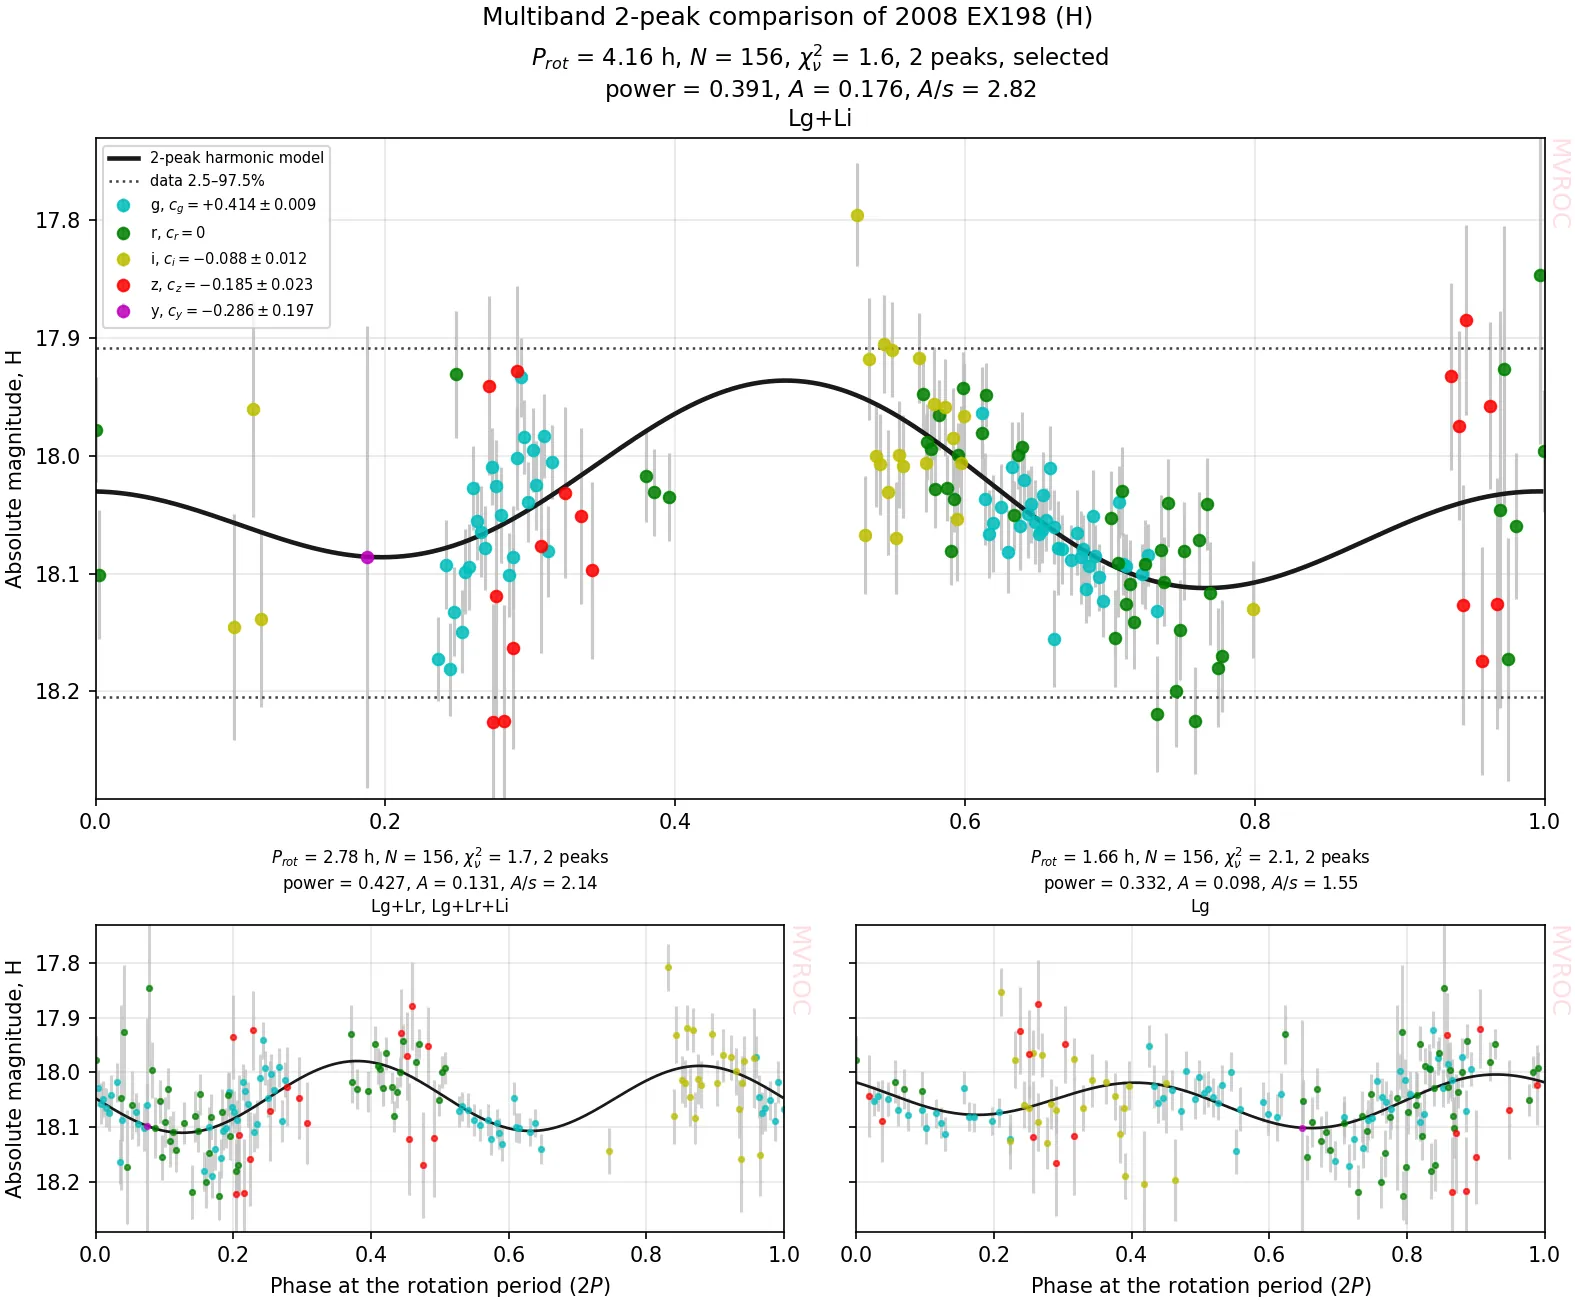 Multiband 2-peak comparison of 2008 EX198 (H)
P_rot = 4.16 h, N = 156, χ²_ν = 1.6, 2 peaks, selected
power = 0.391, A = 0.176, A/s = 2.82
Lg+Li
MVROC
2-peak harmonic model
data 2.5–97.5%
g, c_g = +0.414 ± 0.009
r, c_r = 0
i, c_i = −0.088 ± 0.012
z, c_z = −0.185 ± 0.023
y, c_y = −0.286 ± 0.197
Absolute magnitude, H
17.8
17.9
18.0
18.1
18.2
0.0 0.2 0.4 0.6 0.8 1.0
P_rot = 2.78 h, N = 156, χ²_ν = 1.7, 2 peaks
power = 0.427, A = 0.131, A/s = 2.14
Lg+Lr, Lg+Lr+Li
MVROC
Absolute magnitude, H
17.8
17.9
18.0
18.1
18.2
0.0 0.2 0.4 0.6 0.8 1.0
Phase at the rotation period (2P)
P_rot = 1.66 h, N = 156, χ²_ν = 2.1, 2 peaks
power = 0.332, A = 0.098, A/s = 1.55
Lg
MVROC
0.0 0.2 0.4 0.6 0.8 1.0
Phase at the rotation period (2P)